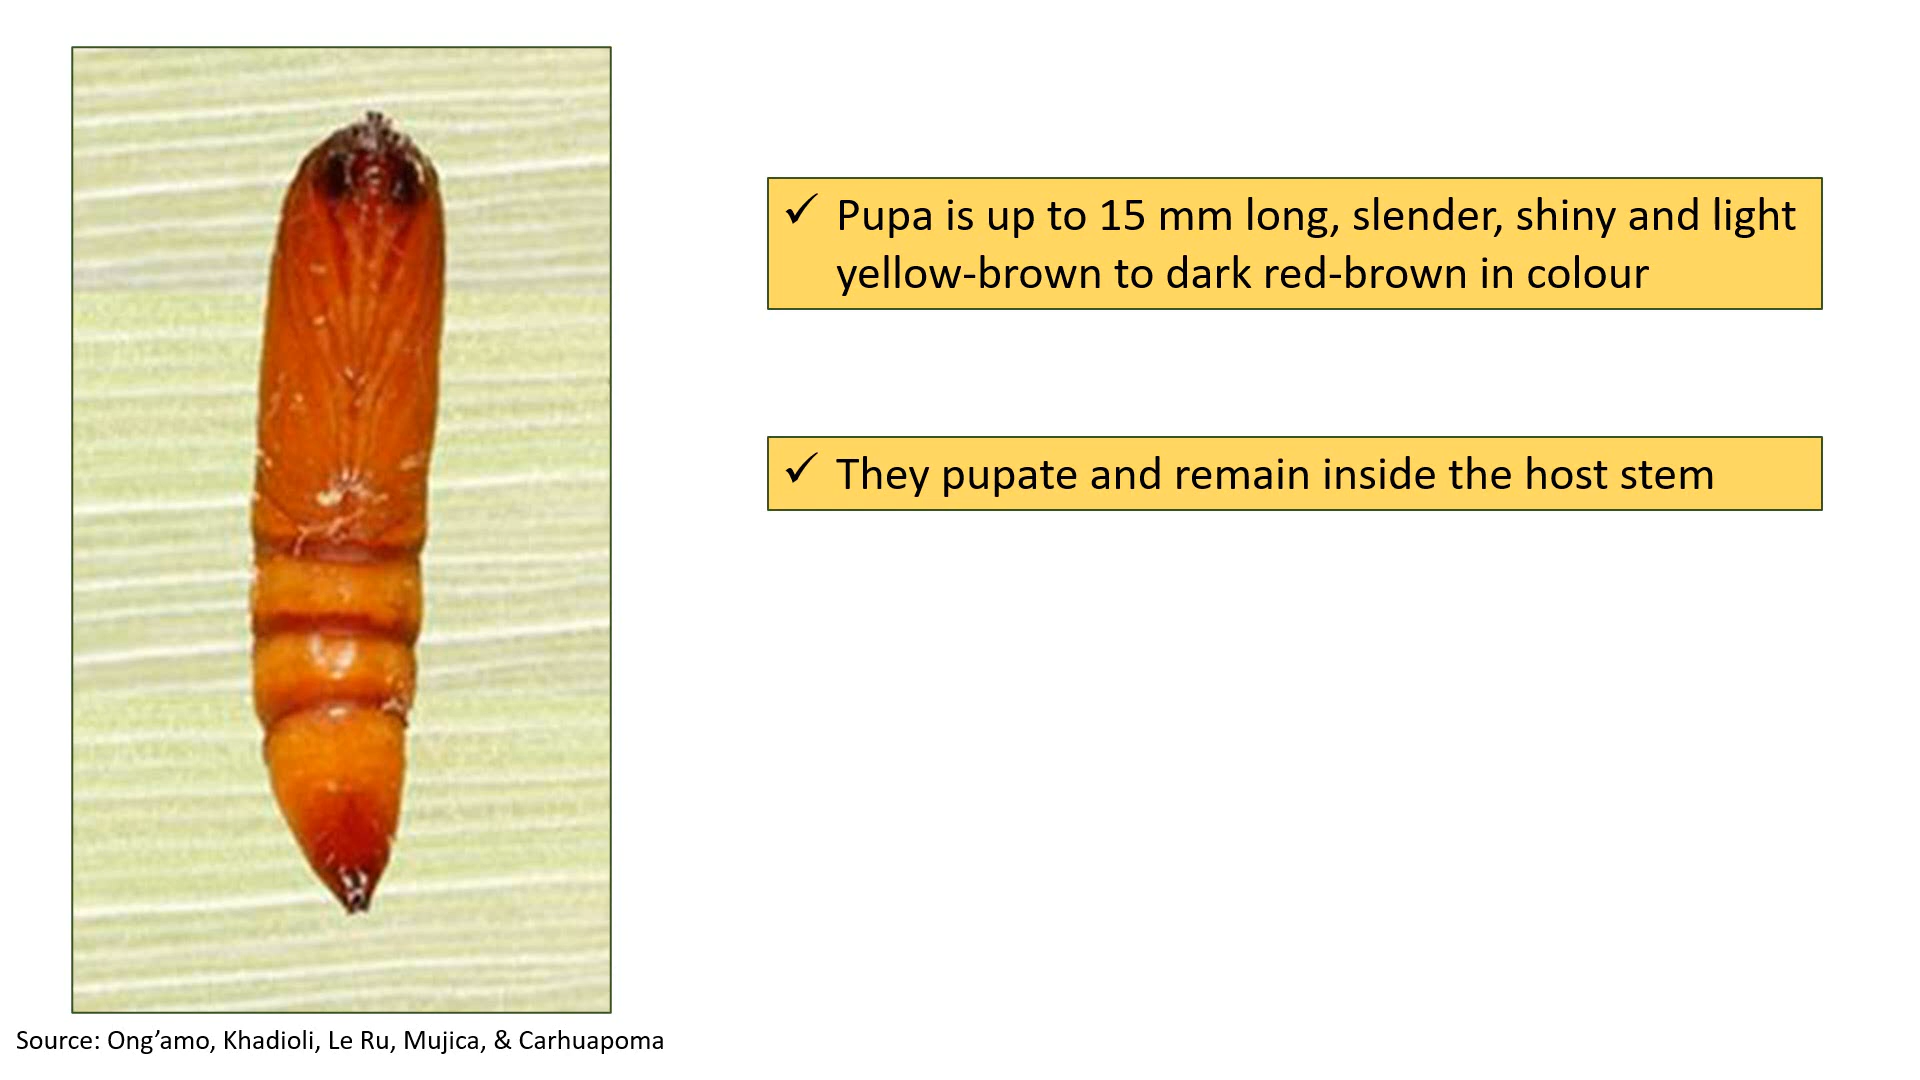 ✓ Pupa is up to 15 mm long, slender, shiny and light
yellow-brown to dark red-brown in colour
✓ They pupate and remain inside the host stem
Source: Ong’amo, Khadioli, Le Ru, Mujica, & Carhuapoma